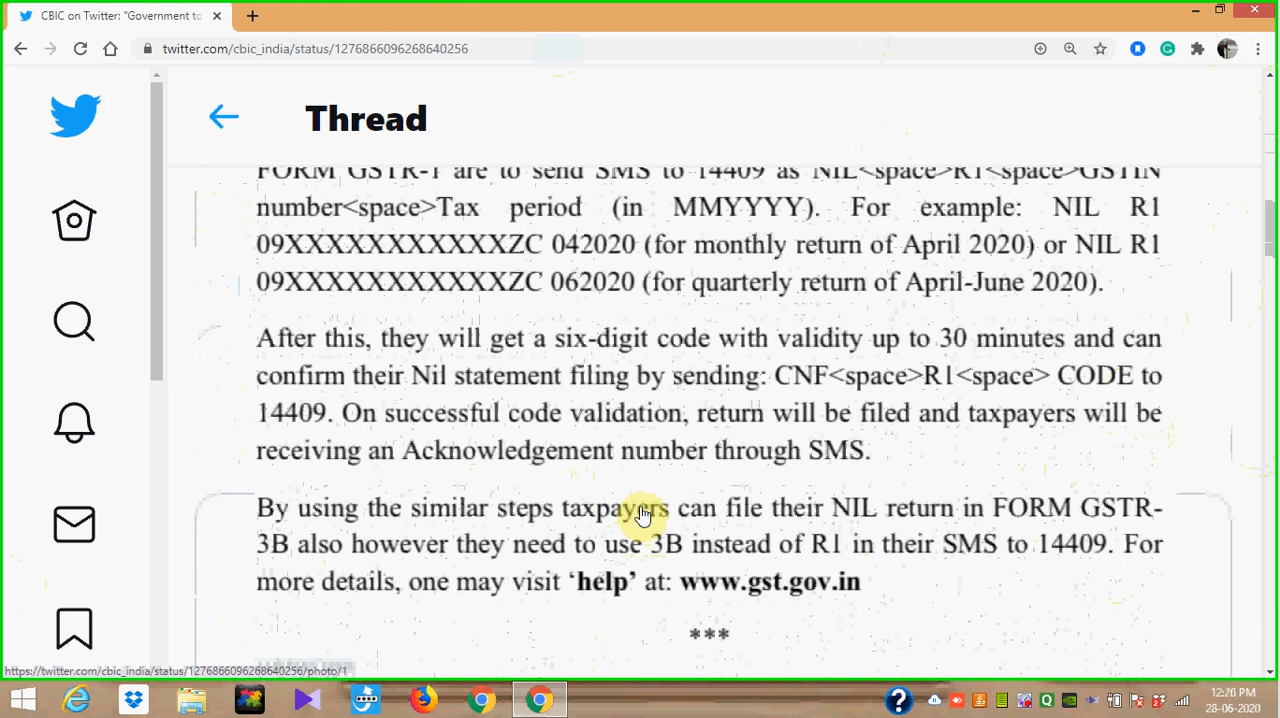 CBIC on Twitter: "Government to
twitter.com/cbic_india/status/1276866096268640256
Thread
FORM GSTR-1 are to send SMS to 14409 as NIL<space>R1<space>GSTIN
number<space>Tax period (in MMYYYY). For example: NIL R1
09XXXXXXXXXXXZC 042020 (for monthly return of April 2020) or NIL R1
09XXXXXXXXXXXZC 062020 (for quarterly return of April-June 2020).
After this, they will get a six-digit code with validity up to 30 minutes and can
confirm their Nil statement filing by sending: CNF<space>R1<space> CODE to
14409. On successful code validation, return will be filed and taxpayers will be
receiving an Acknowledgement number through SMS.
By using the similar steps taxpayers can file their NIL return in FORM GSTR-
3B also however they need to use 3B instead of R1 in their SMS to 14409. For
more details, one may visit ‘help’ at: www.gst.gov.in
***
https://twitter.com/cbic_india/status/1276866096268640256/photo/1
12:26 PM
28-06-2020